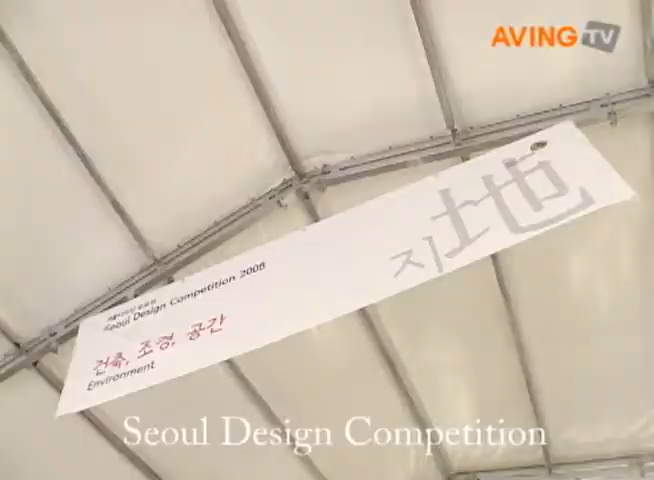 AVING TV
지 地
Seoul Design Competition 2008
건축, 조경, 공간
Environment
Seoul Design Competition